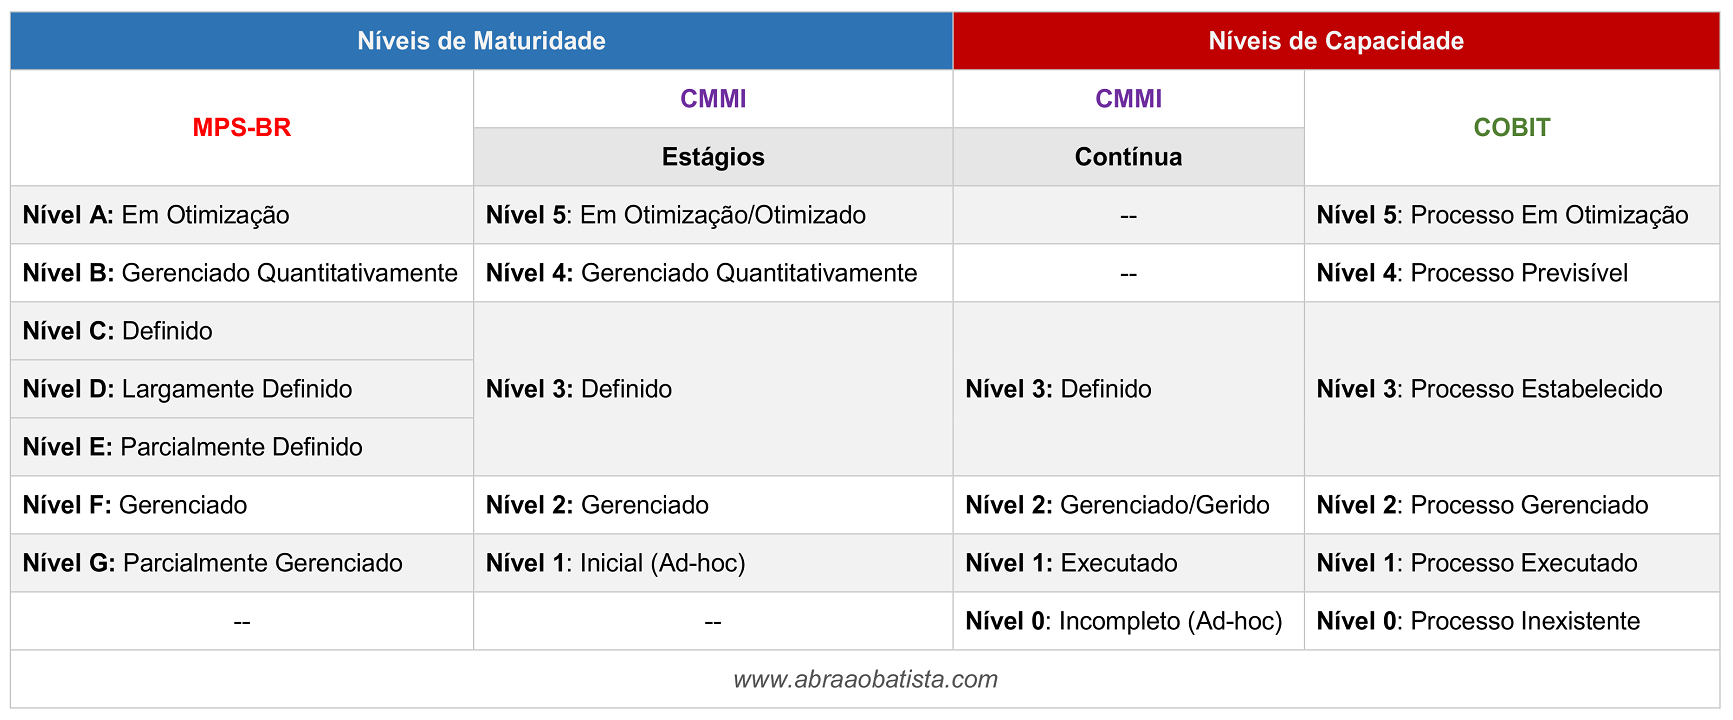 Níveis de Maturidade
Níveis de Capacidade
MPS-BR
CMMI
CMMI
COBIT
Estágios
Contínua
Nível A: Em Otimização
Nível 5: Em Otimização/Otimizado
--
Nível 5: Processo Em Otimização
Nível B: Gerenciado Quantitativamente
Nível 4: Gerenciado Quantitativamente
--
Nível 4: Processo Previsível
Nível C: Definido
Nível D: Largamente Definido
Nível E: Parcialmente Definido
Nível 3: Definido
Nível 3: Definido
Nível 3: Processo Estabelecido
Nível F: Gerenciado
Nível 2: Gerenciado
Nível 2: Gerenciado/Gerido
Nível 2: Processo Gerenciado
Nível G: Parcialmente Gerenciado
Nível 1: Inicial (Ad-hoc)
Nível 1: Executado
Nível 1: Processo Executado
--
--
Nível 0: Incompleto (Ad-hoc)
Nível 0: Processo Inexistente
www.abraaobatista.com